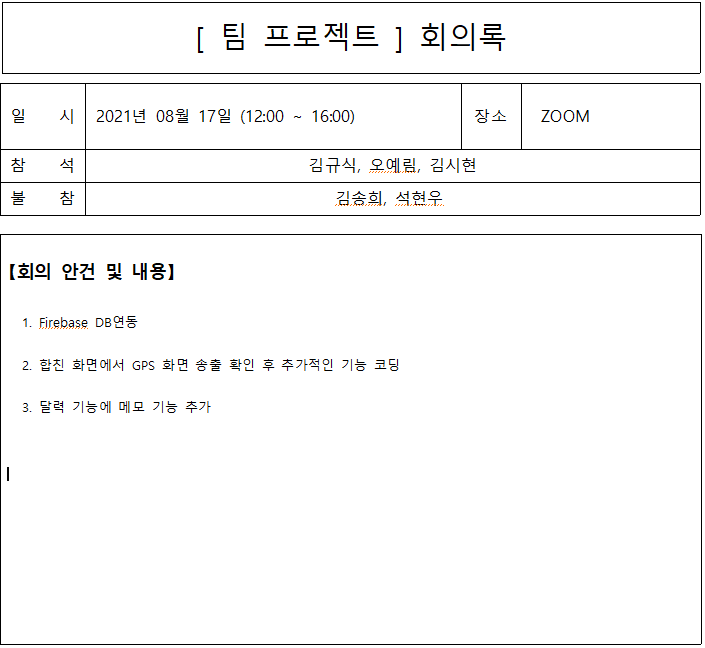 [ 팀 프로젝트 ] 회의록
일 시 2021년 08월 17일 (12:00 ~ 16:00) 장소 ZOOM
참 석 김규식, 오예림, 김시현
불 참 김송희, 석현우
【회의 안건 및 내용】
1. Firebase DB연동
2. 합친 화면에서 GPS 화면 송출 확인 후 추가적인 기능 코딩
3. 달력 기능에 메모 기능 추가